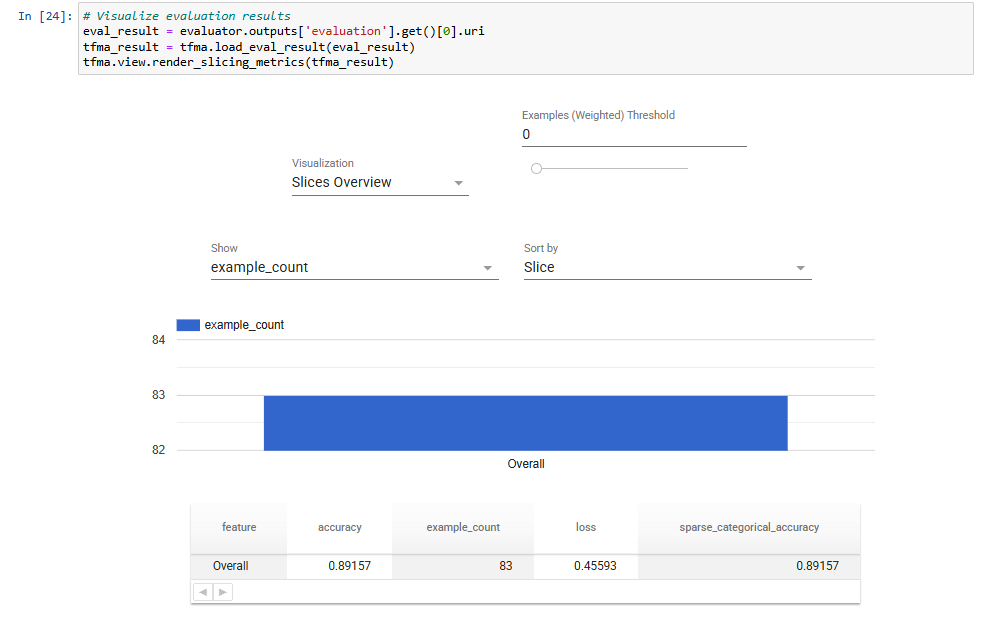 In [24]:
# Visualize evaluation results
eval_result = evaluator.outputs['evaluation'].get()[0].uri
tfma_result = tfma.load_eval_result(eval_result)
tfma.view.render_slicing_metrics(tfma_result)
Examples (Weighted) Threshold
0
Visualization
Slices Overview
Show
example_count
Sort by
Slice
example_count
84
83
82
Overall
feature accuracy example_count loss sparse_categorical_accuracy
Overall 0.89157 83 0.45593 0.89157